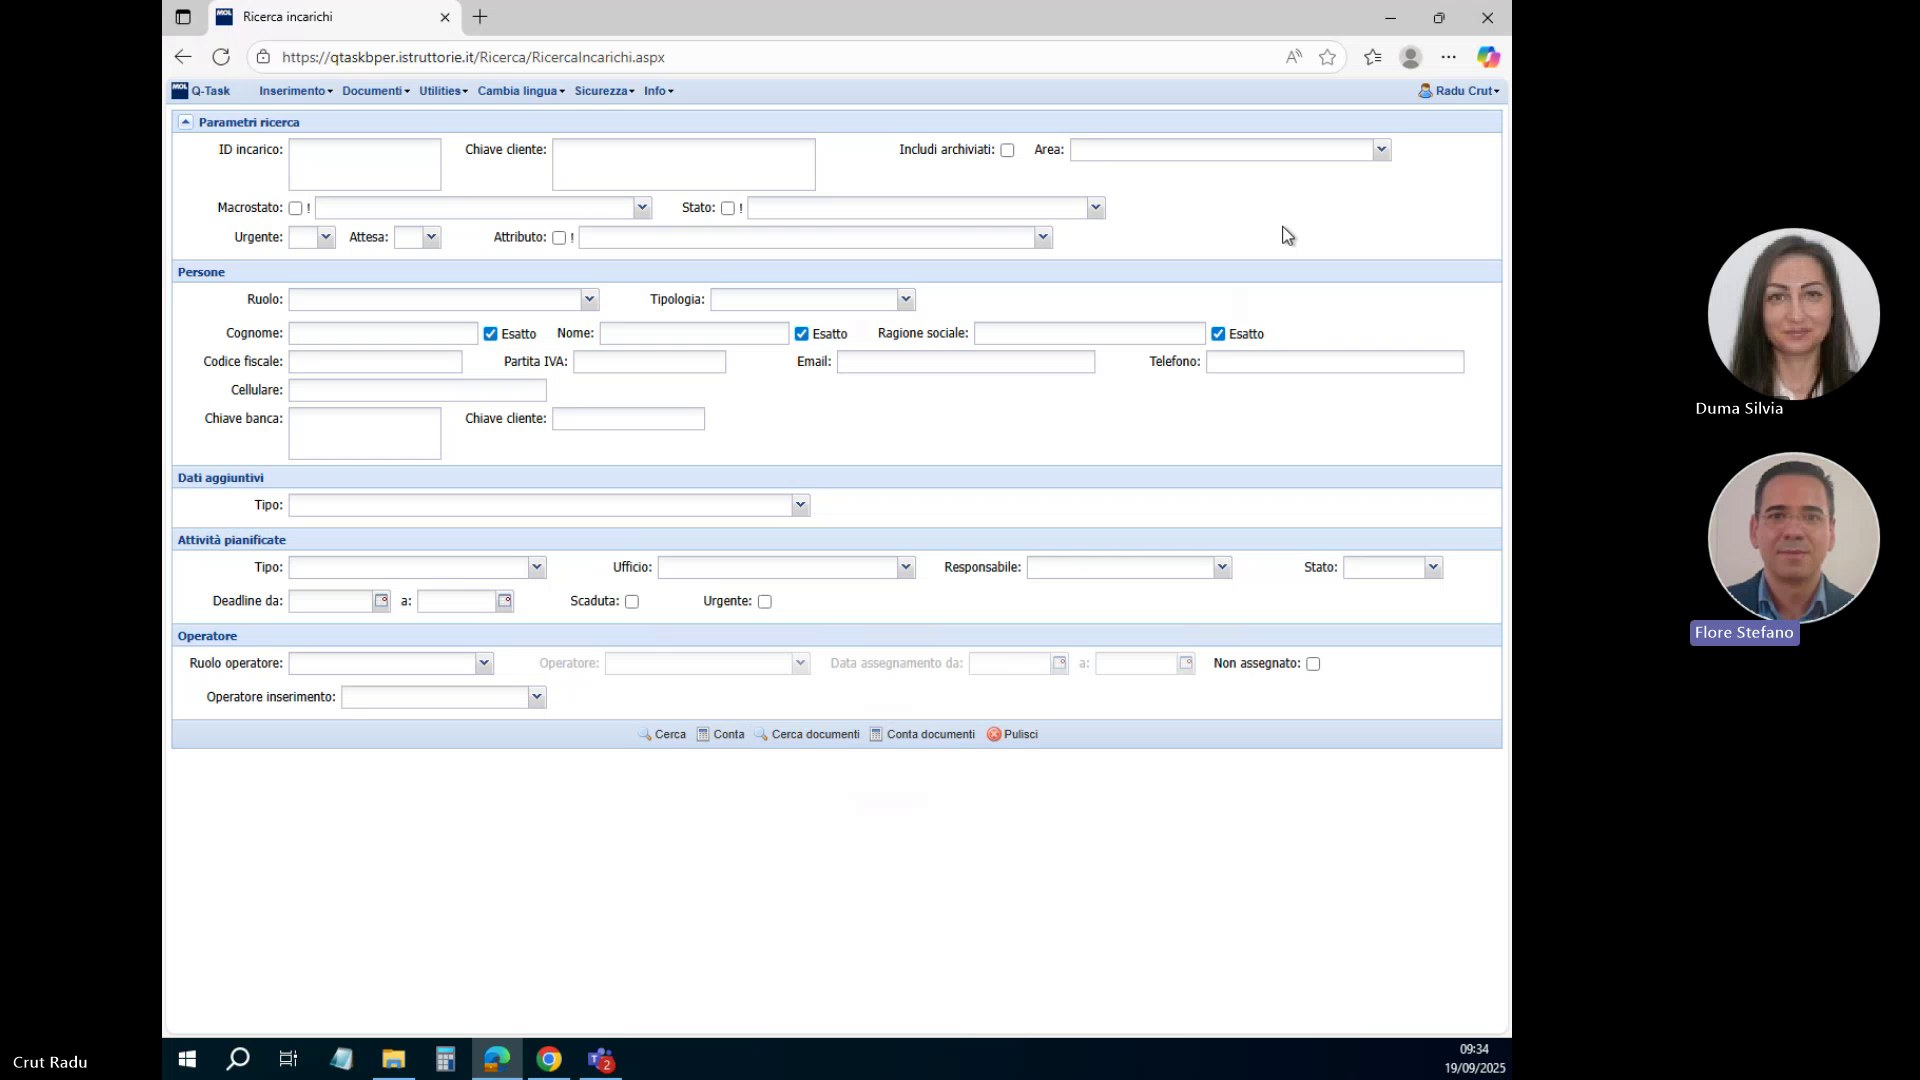 MOL Ricerca incarichi
https://qtaskbper.istruttorie.it/Ricerca/RicercaIncarichi.aspx
MOL Q-Task Inserimento Documenti Utilities Cambia lingua Sicurezza Info Radu Crut
Parametri ricerca
ID incarico: Chiave cliente: Includi archiviati: Area:
Macrostato: ! Stato: !
Urgente: Attesa: Attributo: !
Persone
Ruolo: Tipologia:
Cognome: Esatto Nome: Esatto Ragione sociale: Esatto
Codice fiscale: Partita IVA: Email: Telefono:
Cellulare:
Chiave banca: Chiave cliente:
Dati aggiuntivi
Tipo:
Attività pianificate
Tipo: Ufficio: Responsabile: Stato:
Deadline da: a: Scaduta: Urgente:
Operatore
Ruolo operatore: Operatore: Data assegnamento da: a: Non assegnato:
Operatore inserimento:
Cerca Conta Cerca documenti Conta documenti Pulisci
Duma Silvia
Flore Stefano
Crut Radu
2
09:34
19/09/2025